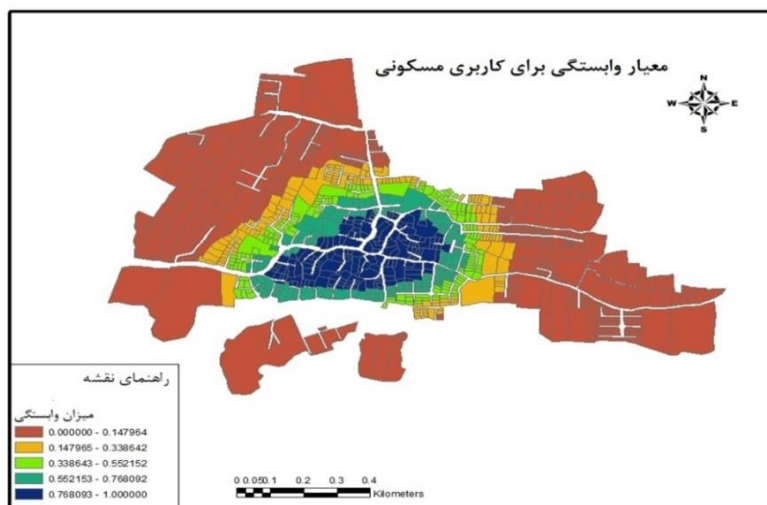 معیار وابستگی برای کاربری مسکونی
N
W E
S
راهنمای نقشه
میزان وابستگی
0.000000 - 0.147964
0.147965 - 0.338642
0.338643 - 0.552152
0.552153 - 0.768092
0.768093 - 1.000000
0 0.050.1 0.2 0.3 0.4
Kilometers